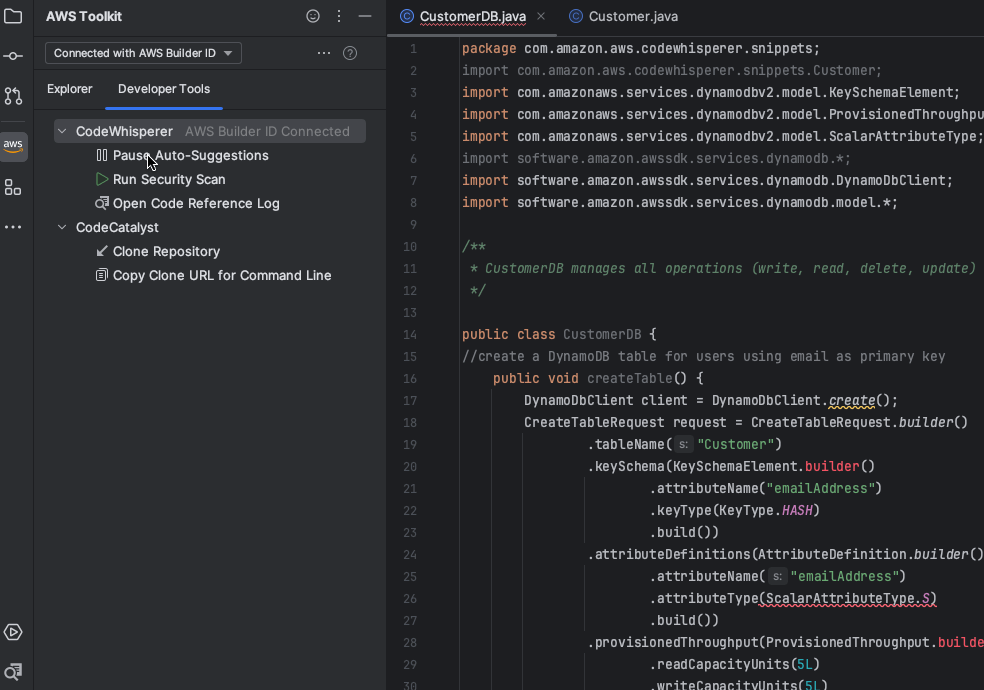 AWS Toolkit
Connected with AWS Builder ID
Explorer
Developer Tools
aws
CodeWhisperer AWS Builder ID Connected
Pause Auto-Suggestions
Run Security Scan
Open Code Reference Log
CodeCatalyst
Clone Repository
Copy Clone URL for Command Line
CustomerDB.java
Customer.java
1 package com.amazon.aws.codewhisperer.snippets;
2 import com.amazon.aws.codewhisperer.snippets.Customer;
3 import com.amazonaws.services.dynamodbv2.model.KeySchemaElement;
4 import com.amazonaws.services.dynamodbv2.model.ProvisionedThroughpu
5 import com.amazonaws.services.dynamodbv2.model.ScalarAttributeType;
6 import software.amazon.awssdk.services.dynamodb.*;
7 import software.amazon.awssdk.services.dynamodb.DynamoDbClient;
8 import software.amazon.awssdk.services.dynamodb.model.*;
9
10 /**
11 * CustomerDB manages all operations (write, read, delete, update)
12 */
13
14 public class CustomerDB {
15 //create a DynamoDB table for users using email as primary key
16 public void createTable() {
17 DynamoDbClient client = DynamoDbClient.create();
18 CreateTableRequest request = CreateTableRequest.builder()
19 .tableName( s: "Customer")
20 .keySchema(KeySchemaElement.builder()
21 .attributeName("emailAddress")
22 .keyType(KeyType.HASH)
23 .build())
24 .attributeDefinitions(AttributeDefinition.builder()
25 .attributeName( s: "emailAddress")
26 .attributeType(ScalarAttributeType.S)
27 .build())
28 .provisionedThroughput(ProvisionedThroughput.builde
29 .readCapacityUnits(5L)
30 .writeCapacityUnits(5L)